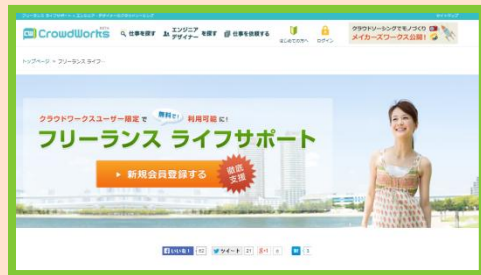 CrowdWorks
仕事を探す
エンジニア
デザイナー
を探す
仕事を依頼する
はじめての方へ
ログイン
クラウドソーシングでモノづくり
メイカーズワークス公開！
トップページ > フリーランス ライフ…
クラウドワークスユーザー限定 で 無料で! 利用可能 に!
フリーランス ライフサポート
新規会員登録する
徹底
支援
いいね！
ツイート 21